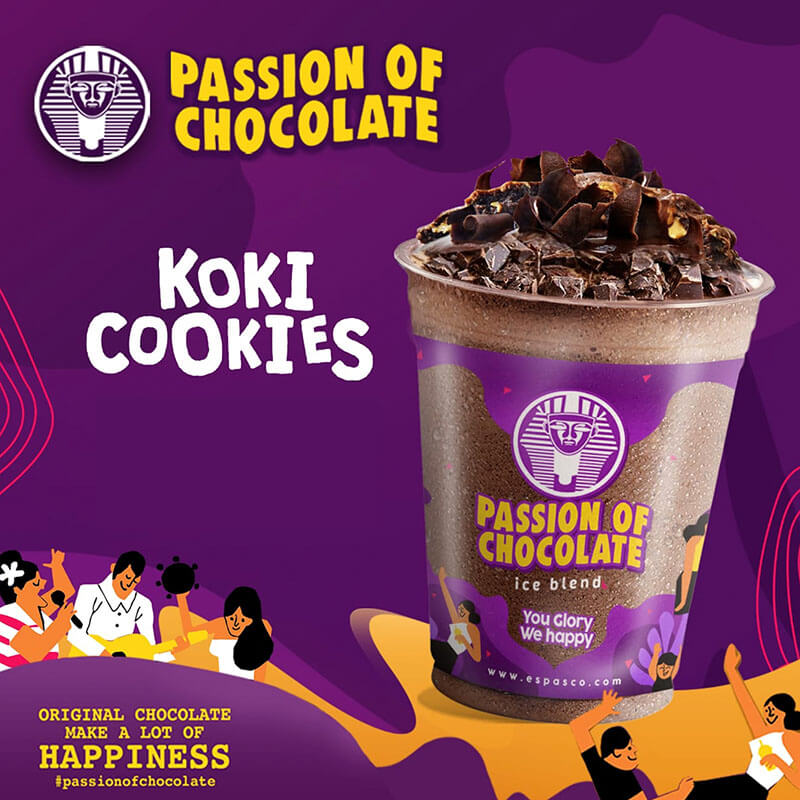 PASSION OF
CHOCOLATE
KOKI
COOKIES
PASSION OF
CHOCOLATE
ice blend
You Glory
We happy
www.espasco.com
ORIGINAL CHOCOLATE
MAKE A LOT OF
HAPPINESS
#passionofchocolate